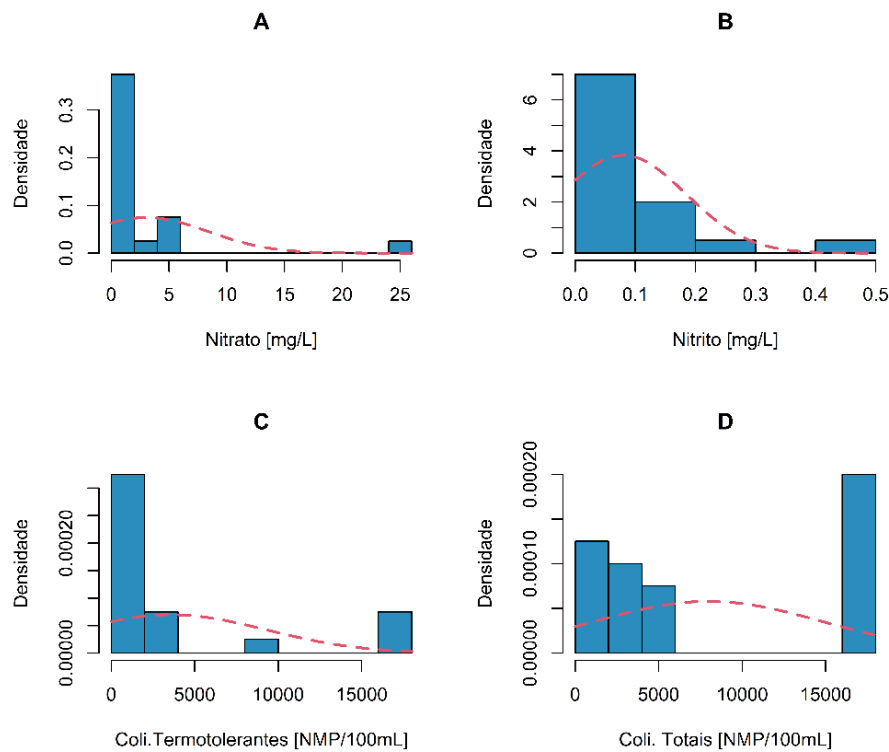 A
Densidade
0.0
0.1
0.2
0.3
0 5 10 15 20 25
Nitrato [mg/L]
B
Densidade
0
2
4
6
0.0 0.1 0.2 0.3 0.4 0.5
Nitrito [mg/L]
C
Densidade
0.00000
0.00020
0 5000 10000 15000
Coli.Termotolerantes [NMP/100mL]
D
Densidade
0.00000
0.00010
0.00020
0 5000 10000 15000
Coli. Totais [NMP/100mL]